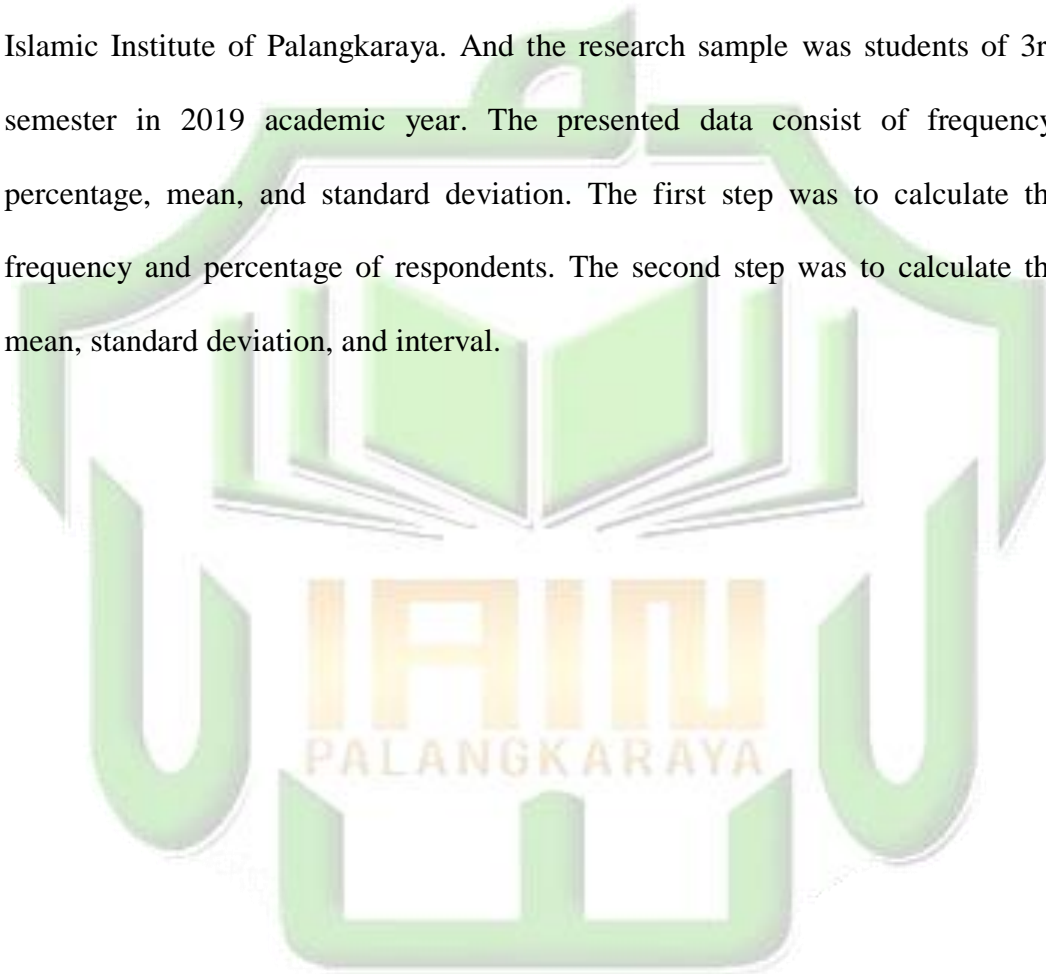 Islamic Institute of Palangkaraya. And the research sample was students of 3r
semester in 2019 academic year. The presented data consist of frequency
percentage, mean, and standard deviation. The first step was to calculate th
frequency and percentage of respondents. The second step was to calculate th
mean, standard deviation, and interval.
IAIN
PALANGKARAYA